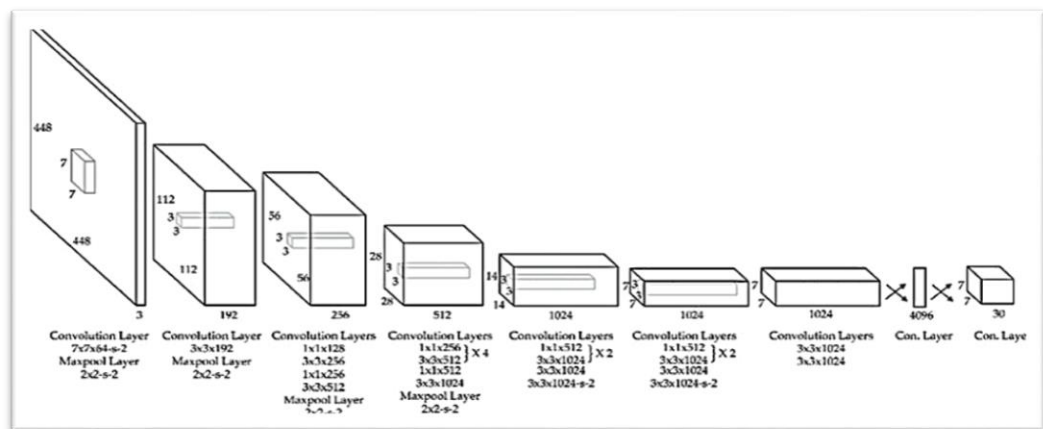 448
7
7
448
3
112
3
3
112
192
56
3
3
56
256
28
3
3
28
512
14
3
3
14
1024
7
3
3
7
1024
7
7
1024
4096
7
7
30
Convolution Layer
7x7x64-s-2
Maxpool Layer
2x2-s-2
Convolution Layer
3x3x192
Maxpool Layer
2x2-s-2
Convolution Layers
1x1x128
3x3x256
1x1x256
3x3x512
Maxpool Layer
2x2-s-2
Convolution Layers
1x1x256
3x3x512 } X 4
1x1x512
3x3x1024
Maxpool Layer
2x2-s-2
Convolution Layers
1x1x512
3x3x1024 } X 2
3x3x1024
3x3x1024-s-2
Convolution Layers
1x1x512
3x3x1024 } X 2
3x3x1024
3x3x1024-s-2
Convolution Layers
3x3x1024
3x3x1024
Con. Layer
Con. Laye